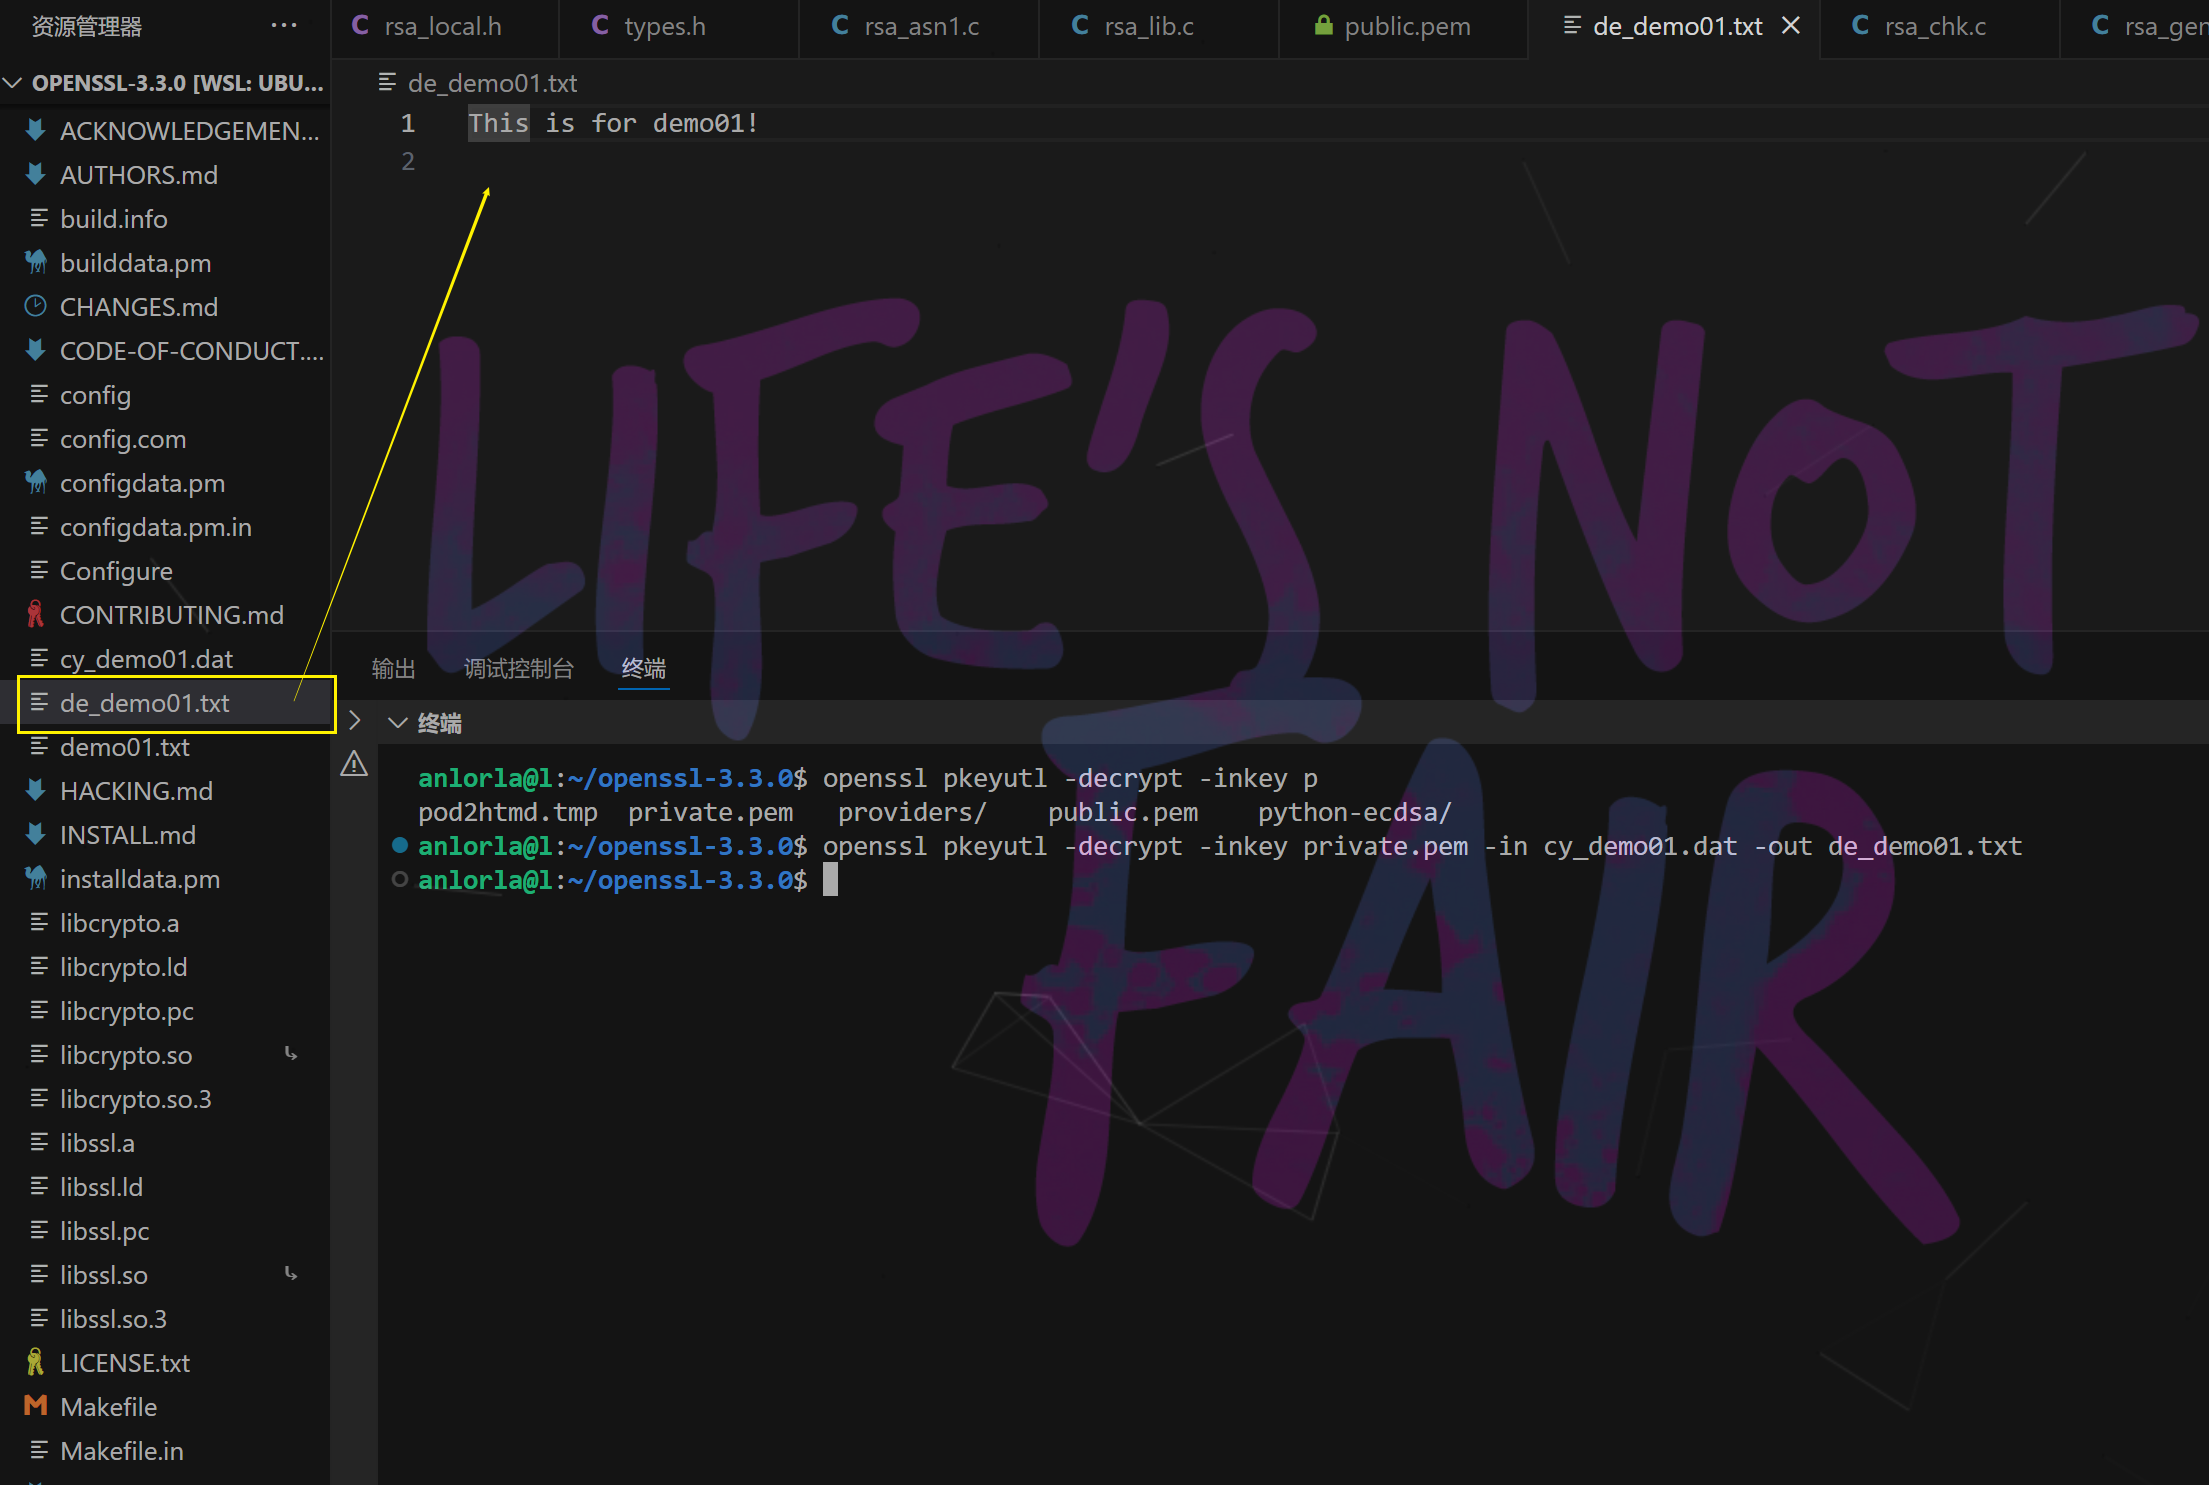 资源管理器 ···
OPENSSL-3.3.0 [WSL: UBU...
ACKNOWLEDGEMEN...
AUTHORS.md
build.info
builddata.pm
CHANGES.md
CODE-OF-CONDUCT....
config
config.com
configdata.pm
configdata.pm.in
Configure
CONTRIBUTING.md
cy_demo01.dat
de_demo01.txt
demo01.txt
HACKING.md
INSTALL.md
installdata.pm
libcrypto.a
libcrypto.ld
libcrypto.pc
libcrypto.so
libcrypto.so.3
libssl.a
libssl.ld
libssl.pc
libssl.so
libssl.so.3
LICENSE.txt
Makefile
Makefile.in
C rsa_local.h C types.h C rsa_asn1.c C rsa_lib.c public.pem de_demo01.txt C rsa_chk.c C rsa_gen
de_demo01.txt
1 This is for demo01!
2
LIFE'S NOT
FAIR
输出 调试控制台 终端
终端
anlorla@l:~/openssl-3.3.0$ openssl pkeyutl -decrypt -inkey p
pod2htmd.tmp private.pem providers/ public.pem python-ecdsa/
anlorla@l:~/openssl-3.3.0$ openssl pkeyutl -decrypt -inkey private.pem -in cy_demo01.dat -out de_demo01.txt
anlorla@l:~/openssl-3.3.0$